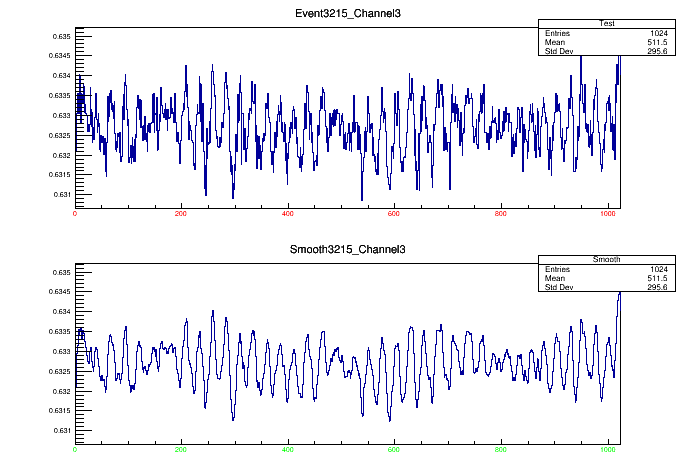 Event3215_Channel3
Test
Entries 1024
Mean 511.5
Std Dev 295.6
0.635
0.6345
0.634
0.6335
0.633
0.6325
0.632
0.6315
0.631
0 200 400 600 800 1000
Smooth3215_Channel3
Smooth
Entries 1024
Mean 511.5
Std Dev 295.6
0.635
0.6345
0.634
0.6335
0.633
0.6325
0.632
0.6315
0.631
0 200 400 600 800 1000